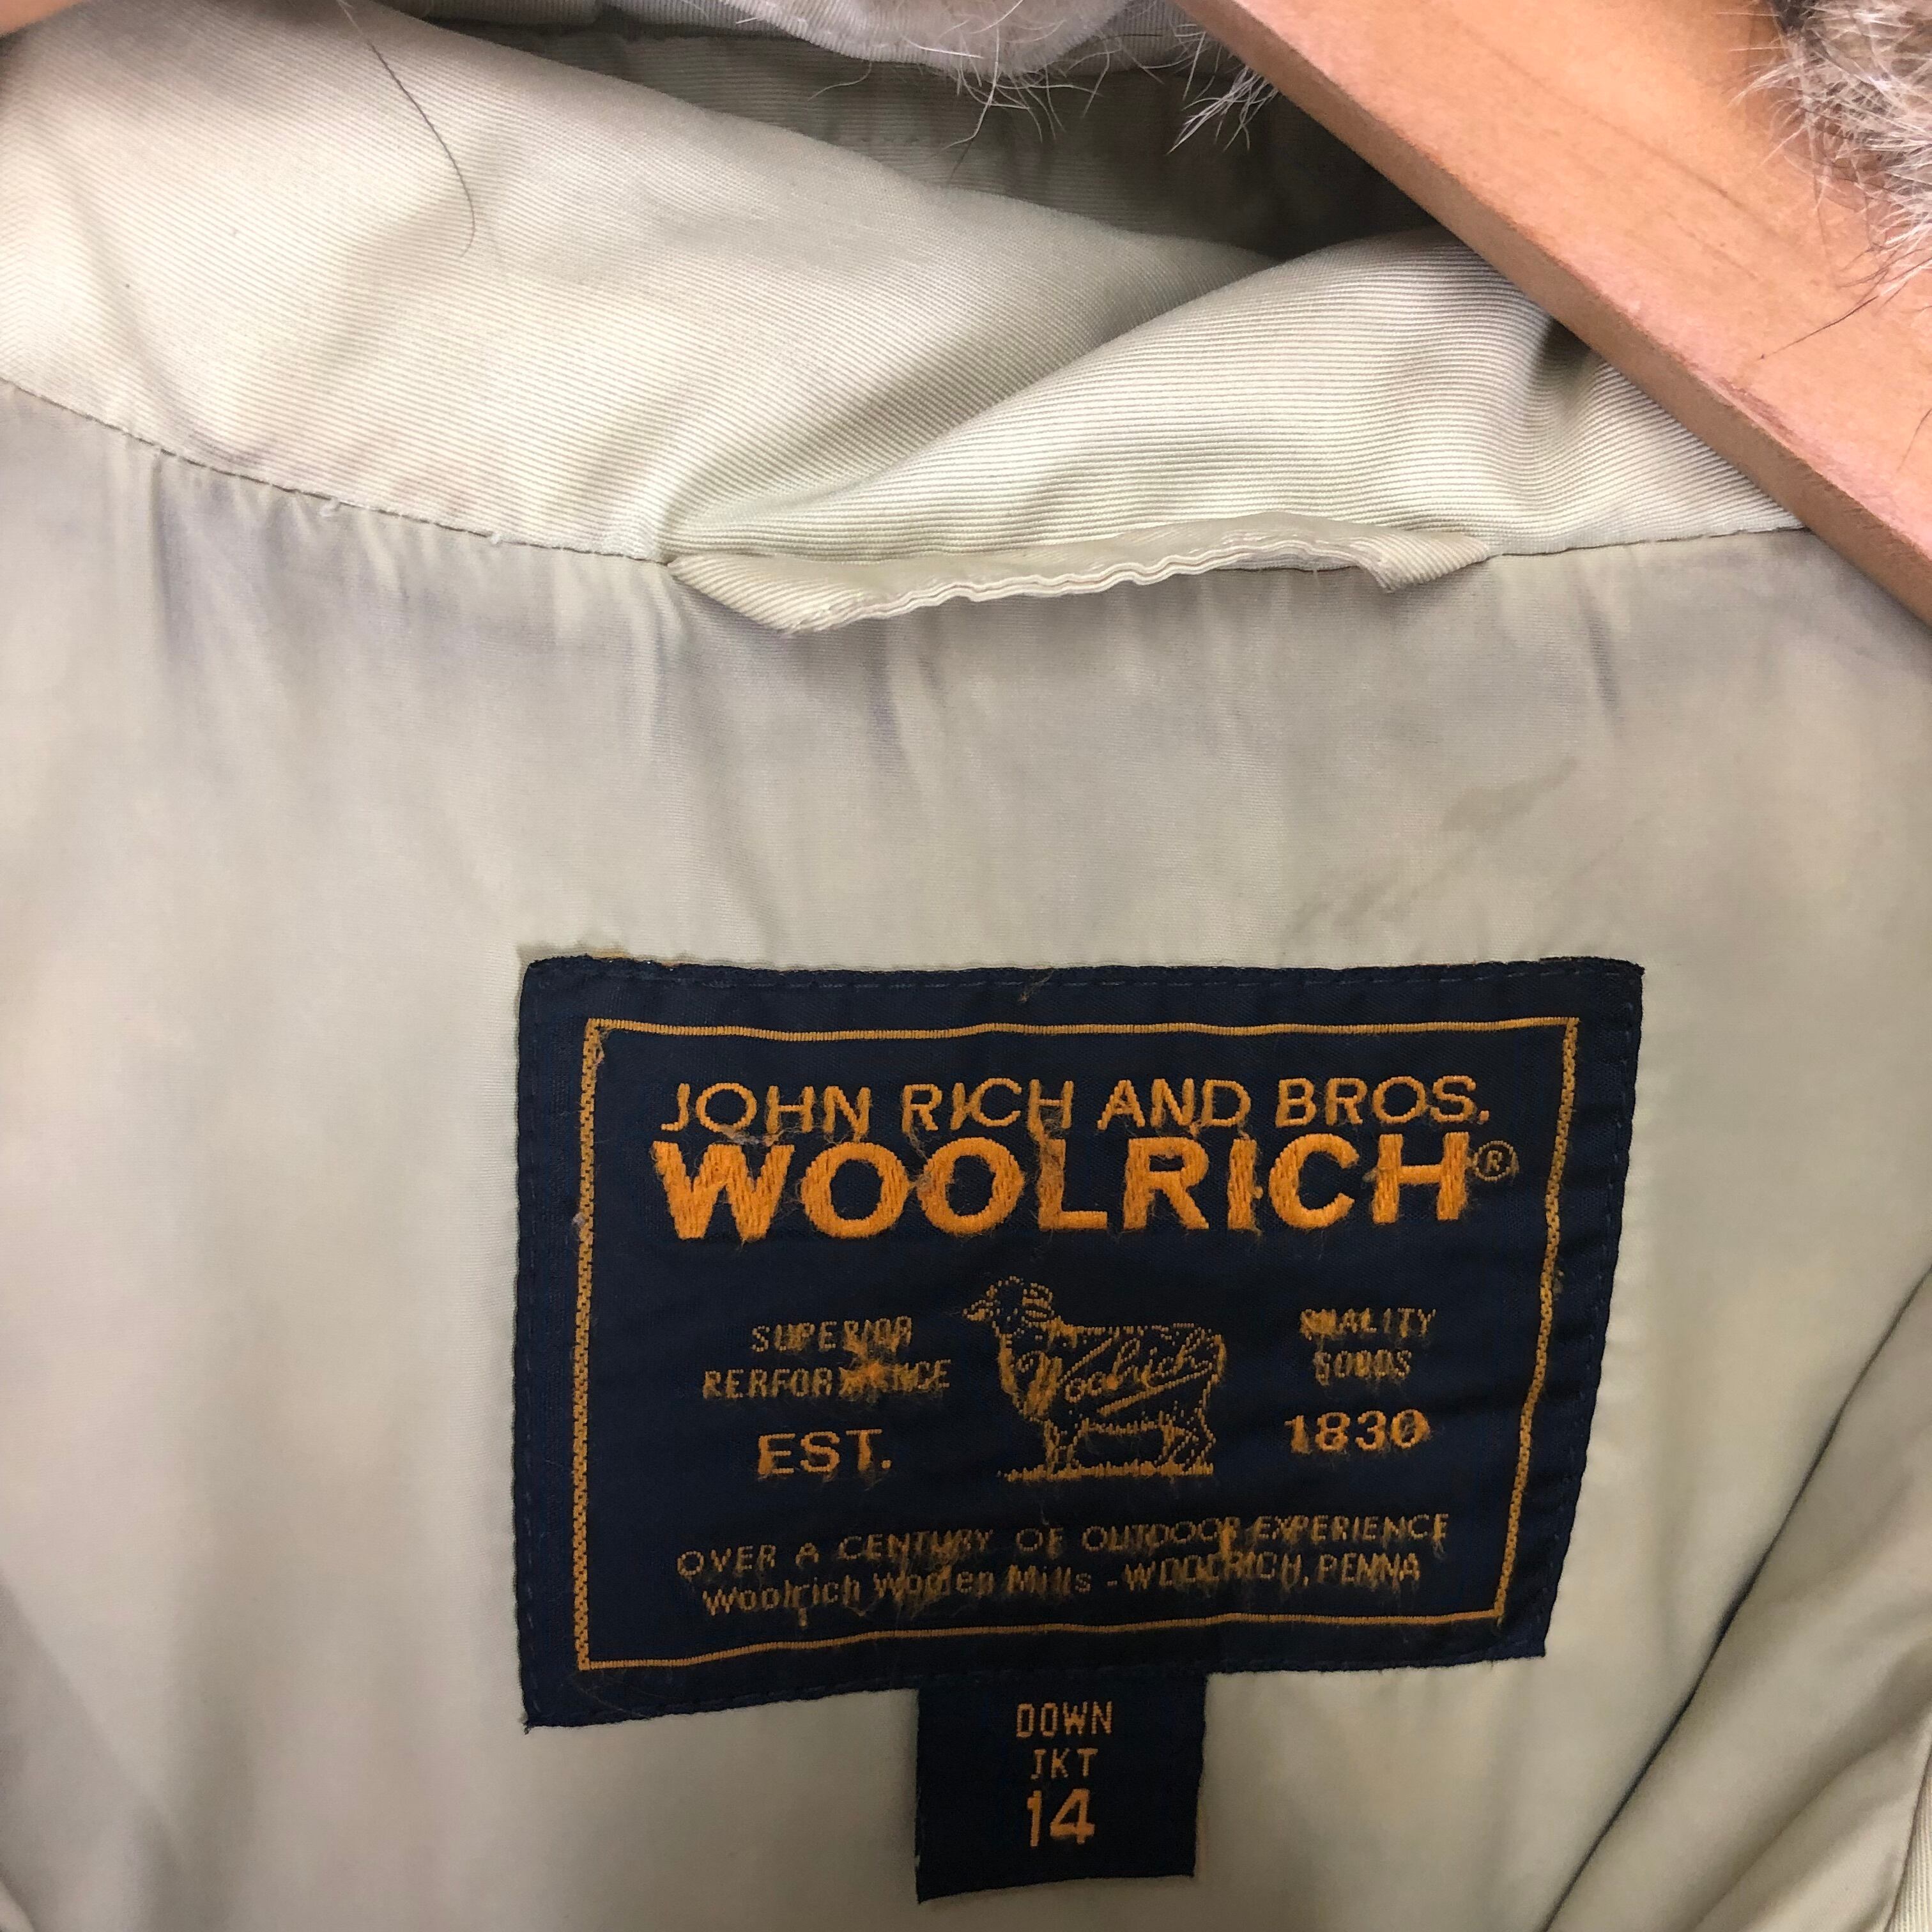 JOHN RICH AND BROS.
WOOLRICH®
SUPERIOR
PERFORMANCE
Woolrich
QUALITY
GOODS
EST.
1830
OVER A CENTURY OF OUTDOOR EXPERIENCE
Woolrich Woolen Mills - WOOLRICH, PENNA
DOWN
JKT
14